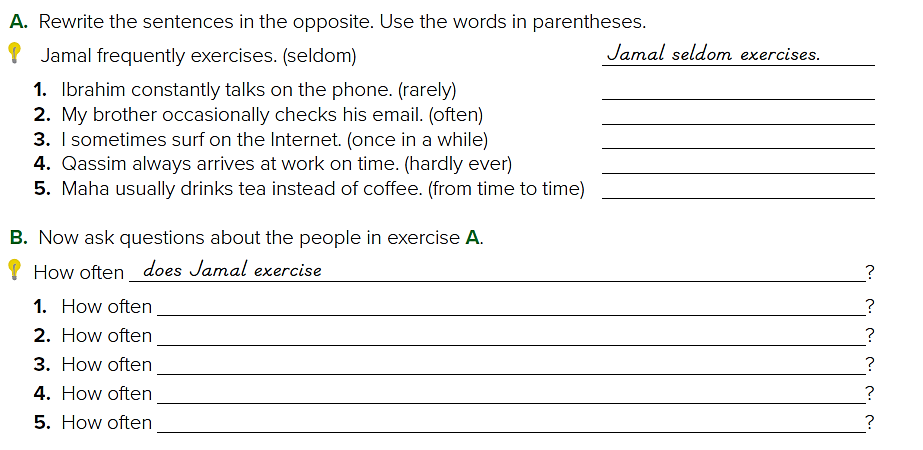 A. Rewrite the sentences in the opposite. Use the words in parentheses.
Jamal frequently exercises. (seldom) Jamal seldom exercises.
1. Ibrahim constantly talks on the phone. (rarely)
2. My brother occasionally checks his email. (often)
3. I sometimes surf on the Internet. (once in a while)
4. Qassim always arrives at work on time. (hardly ever)
5. Maha usually drinks tea instead of coffee. (from time to time)
B. Now ask questions about the people in exercise A.
How often does Jamal exercise ?
1. How often ?
2. How often ?
3. How often ?
4. How often ?
5. How often ?